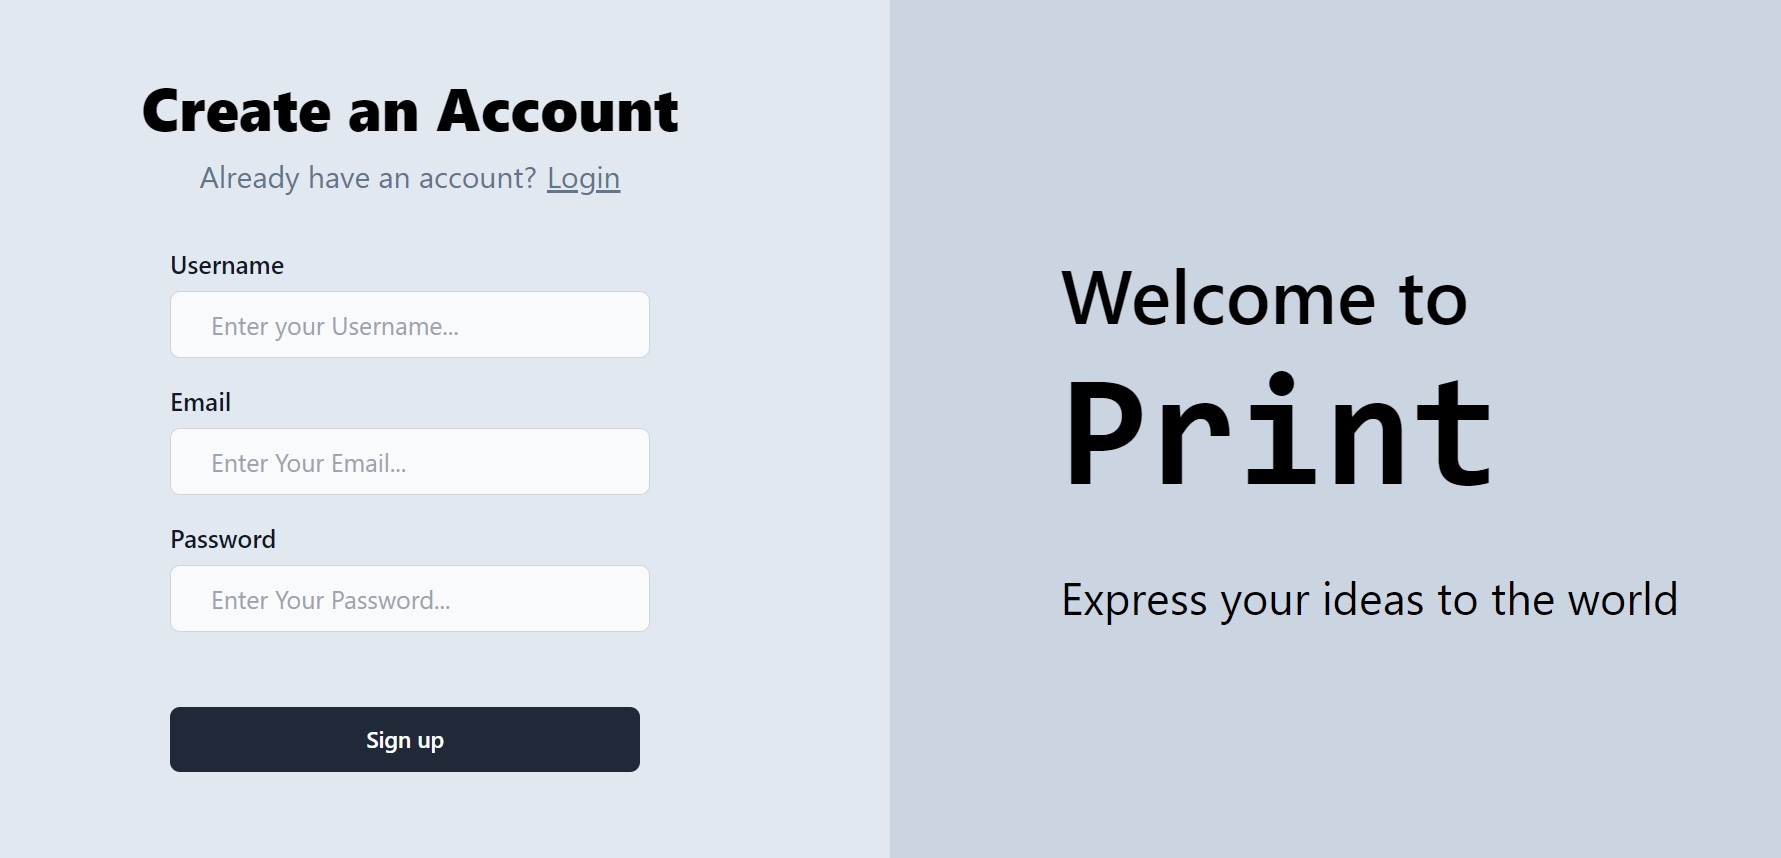 Create an Account
Already have an account? Login
Username
Enter your Username...
Email
Enter Your Email...
Password
Enter Your Password...
Sign up
Welcome to
Print
Express your ideas to the world